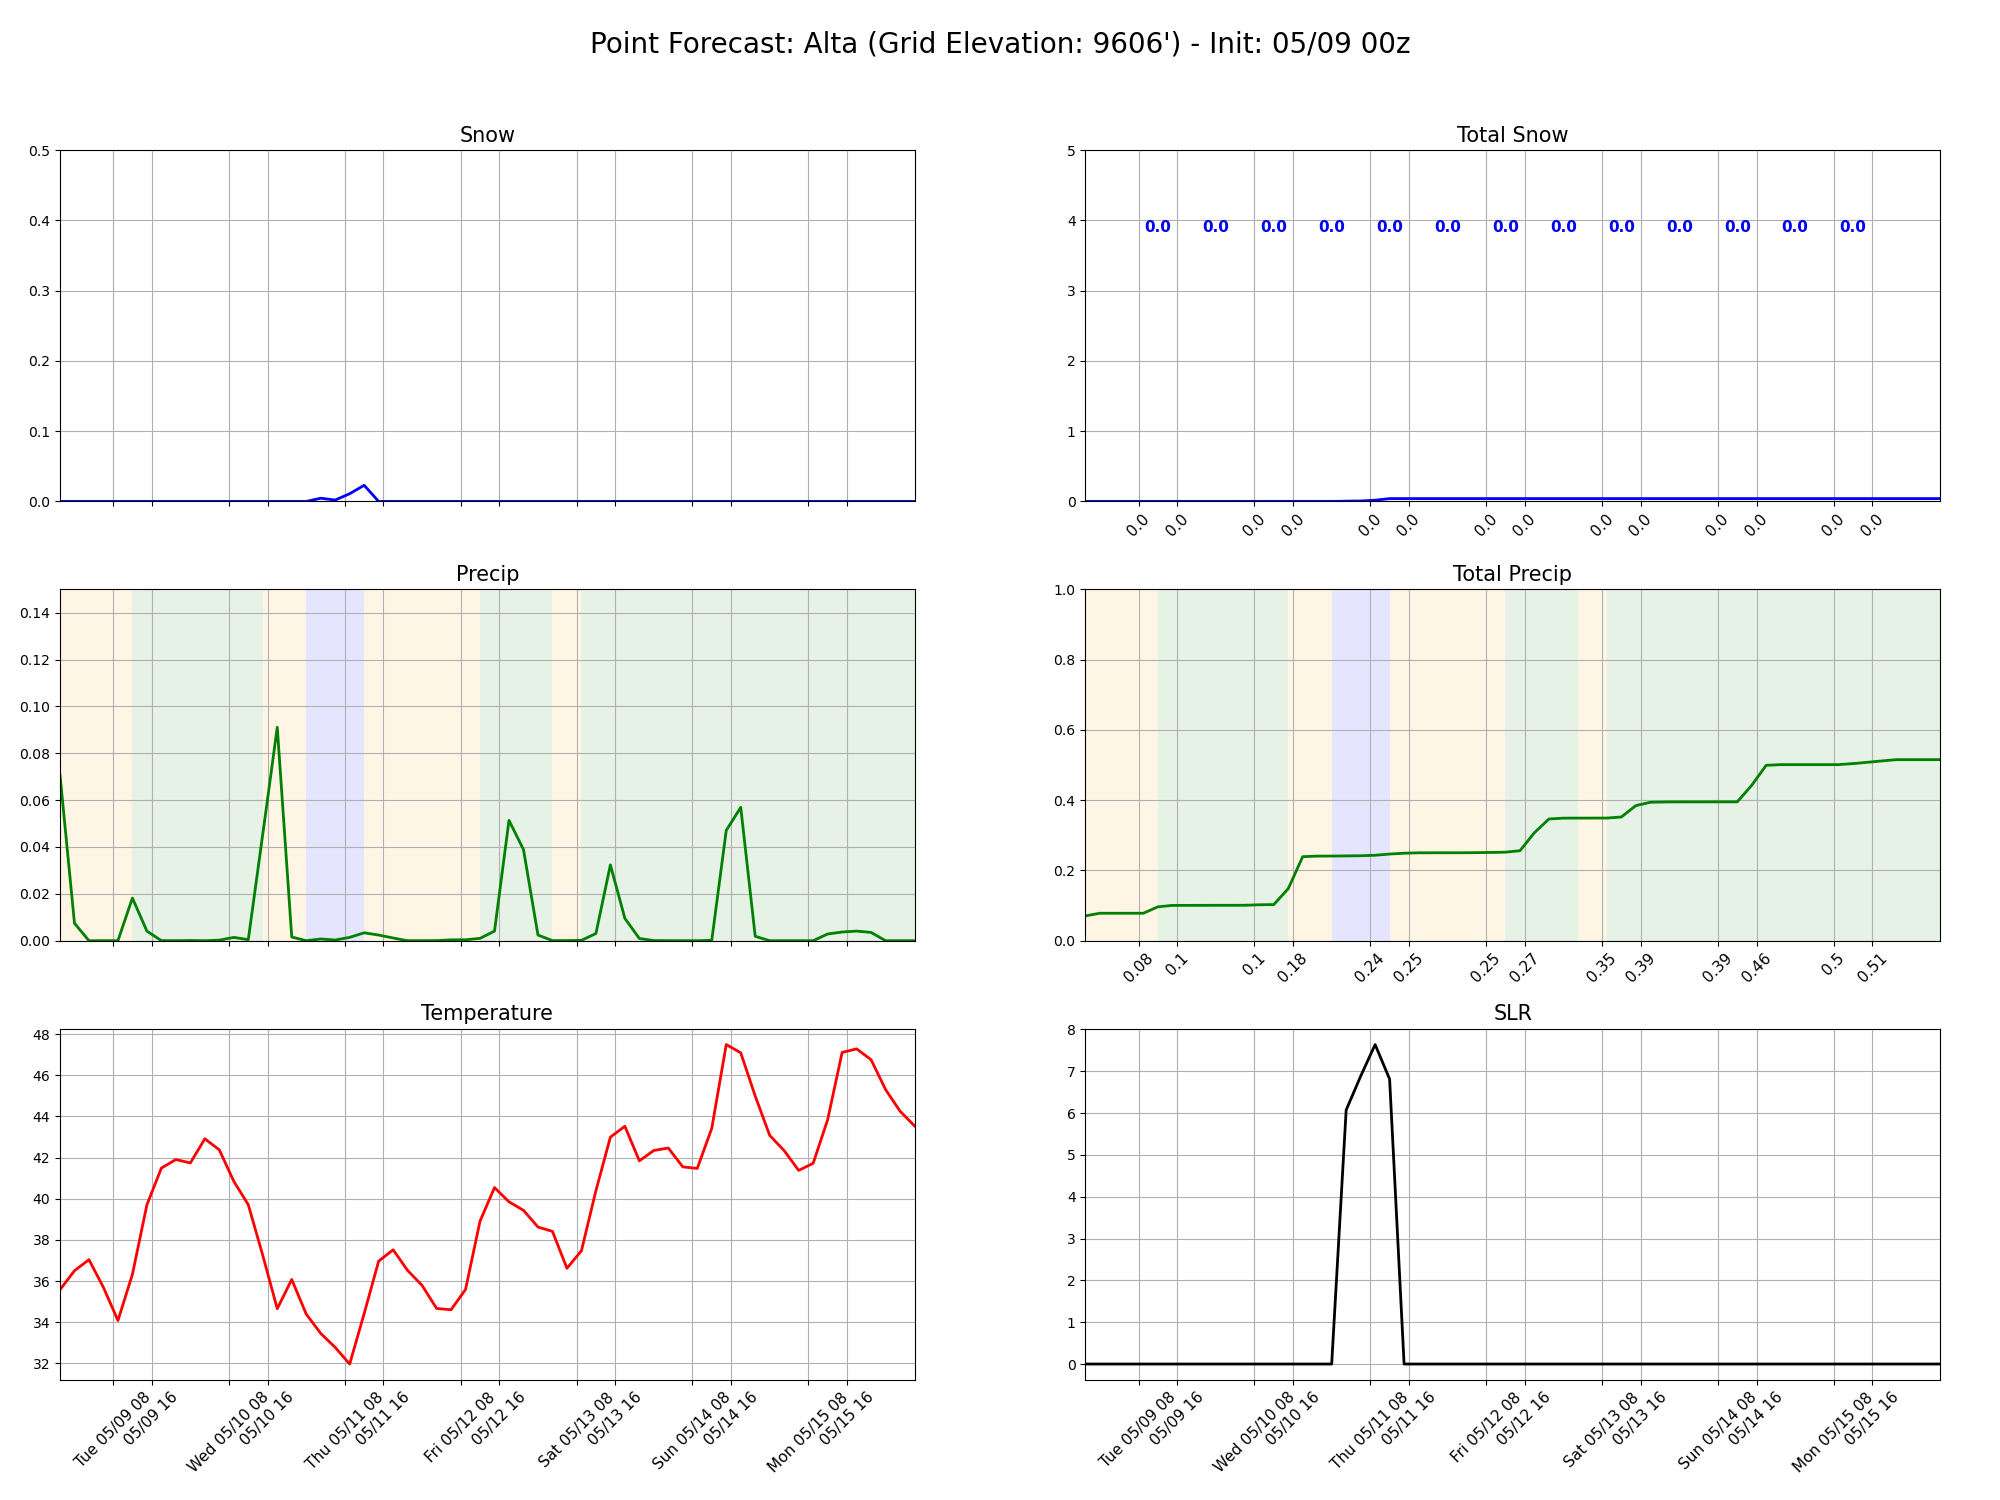 Point Forecast: Alta (Grid Elevation: 9606') - Init: 05/09 00z
Snow
0.5
0.4
0.3
0.2
0.1
0.0
Total Snow
5
4
3
2
1
0
0.0 0.0 0.0 0.0 0.0 0.0 0.0 0.0 0.0 0.0 0.0 0.0 0.0
0.0 0.0 0.0 0.0 0.0 0.0 0.0 0.0 0.0 0.0 0.0 0.0 0.0 0.0
Precip
0.14
0.12
0.10
0.08
0.06
0.04
0.02
0.00
Total Precip
1.0
0.8
0.6
0.4
0.2
0.0
0.08 0.1 0.1 0.18 0.24 0.25 0.25 0.27 0.35 0.39 0.39 0.46 0.5 0.51
Temperature
48
46
44
42
40
38
36
34
32
Tue 05/09 08
05/09 16
Wed 05/10 08
05/10 16
Thu 05/11 08
05/11 16
Fri 05/12 08
05/12 16
Sat 05/13 08
05/13 16
Sun 05/14 08
05/14 16
Mon 05/15 08
05/15 16
SLR
8
7
6
5
4
3
2
1
0
Tue 05/09 08
05/09 16
Wed 05/10 08
05/10 16
Thu 05/11 08
05/11 16
Fri 05/12 08
05/12 16
Sat 05/13 08
05/13 16
Sun 05/14 08
05/14 16
Mon 05/15 08
05/15 16